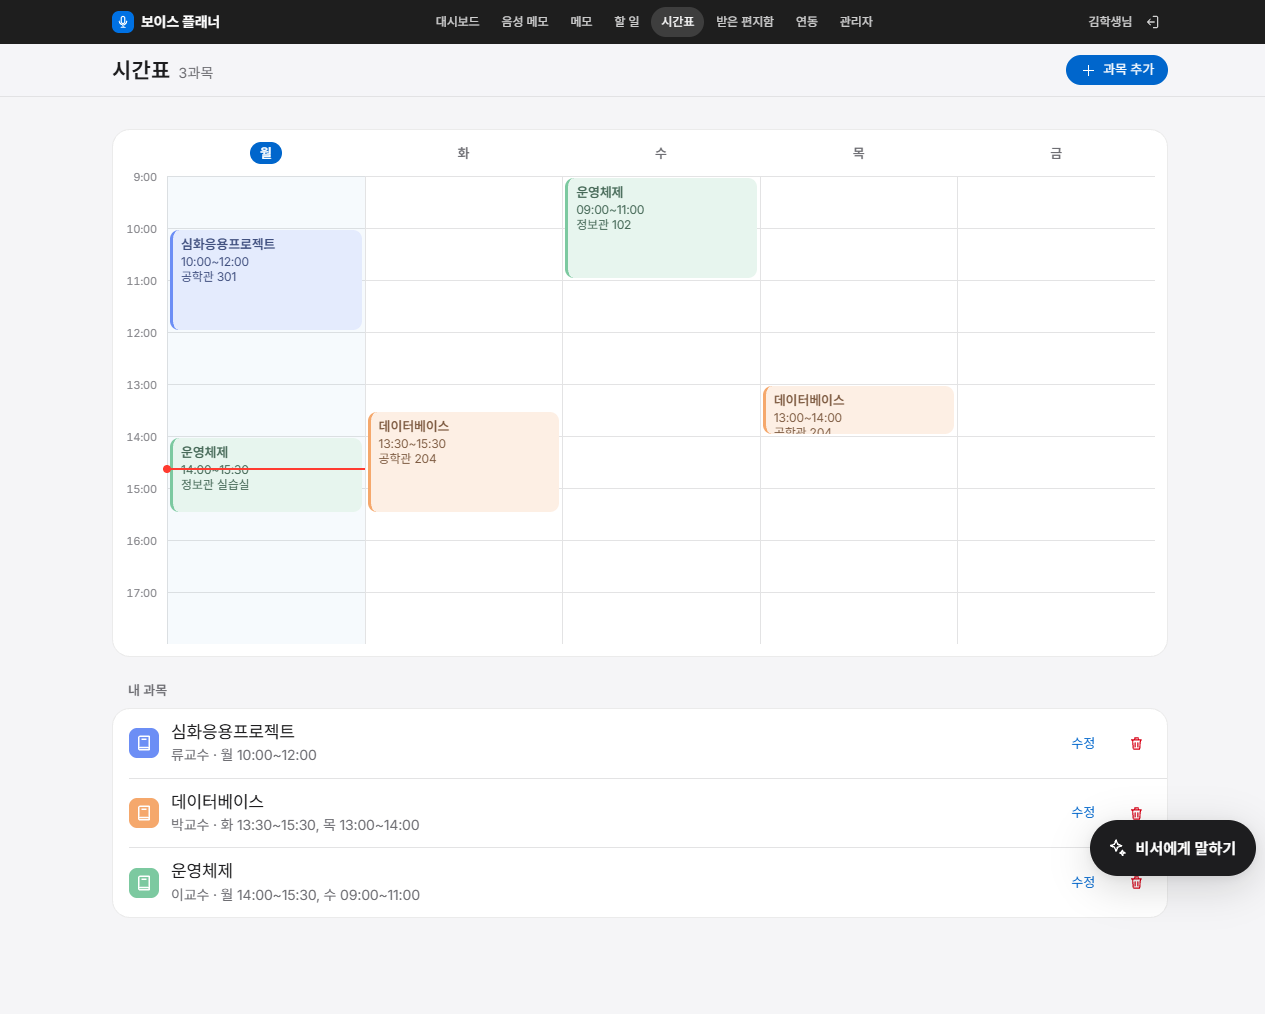 보이스 플래너
대시보드 음성 메모 메모 할 일 시간표 받은 편지함 연동 관리자
김학생님
시간표 3과목
과목 추가
월 화 수 목 금
9:00
운영체제
09:00~11:00
정보관 102
10:00
심화응용프로젝트
10:00~12:00
공학관 301
11:00
12:00
13:00
데이터베이스
13:00~14:00
공학관 204
데이터베이스
13:30~15:30
공학관 204
14:00
운영체제
14:00~15:30
정보관 실습실
15:00
16:00
17:00
내 과목
심화응용프로젝트
류교수 · 월 10:00~12:00
수정
데이터베이스
박교수 · 화 13:30~15:30, 목 13:00~14:00
수정
비서에게 말하기
운영체제
이교수 · 월 14:00~15:30, 수 09:00~11:00
수정